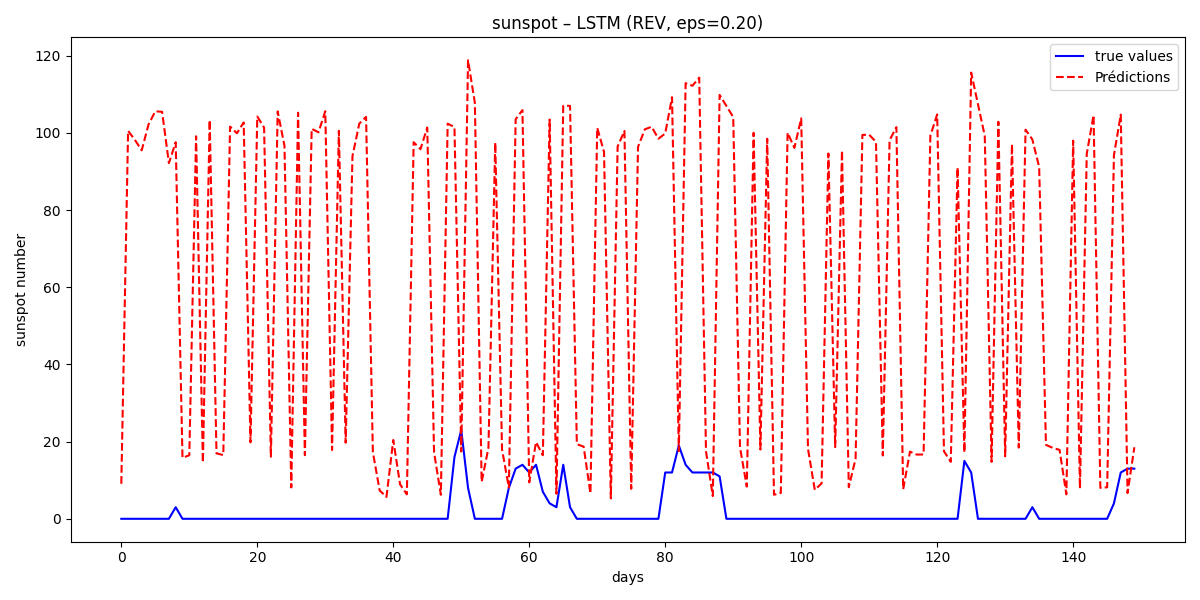 sunspot – LSTM (REV, eps=0.20)
true values
Prédictions
sunspot number
120
100
80
60
40
20
0
0 20 40 60 80 100 120 140
days